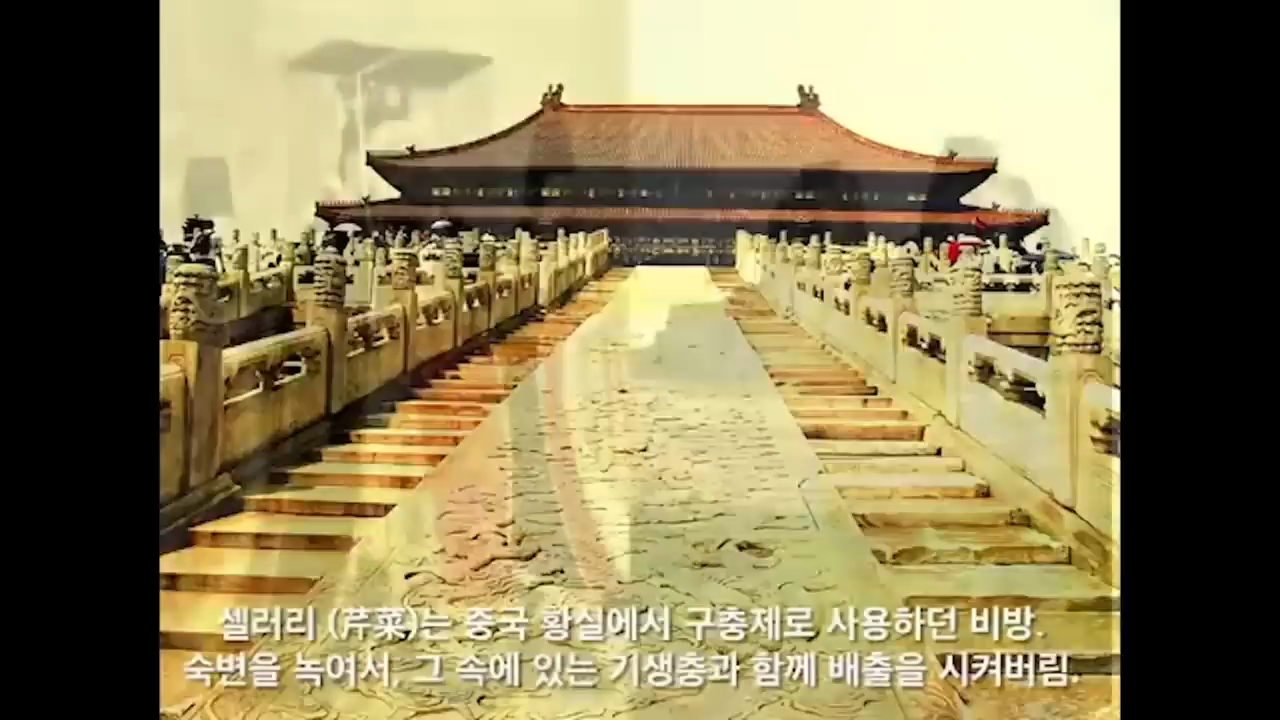 셀러리 (芹菜)는 중국 황실에서 구충제로 사용하던 비방.
숙변을 녹여서, 그 속에 있는 기생충과 함께 배출을 시켜버림.